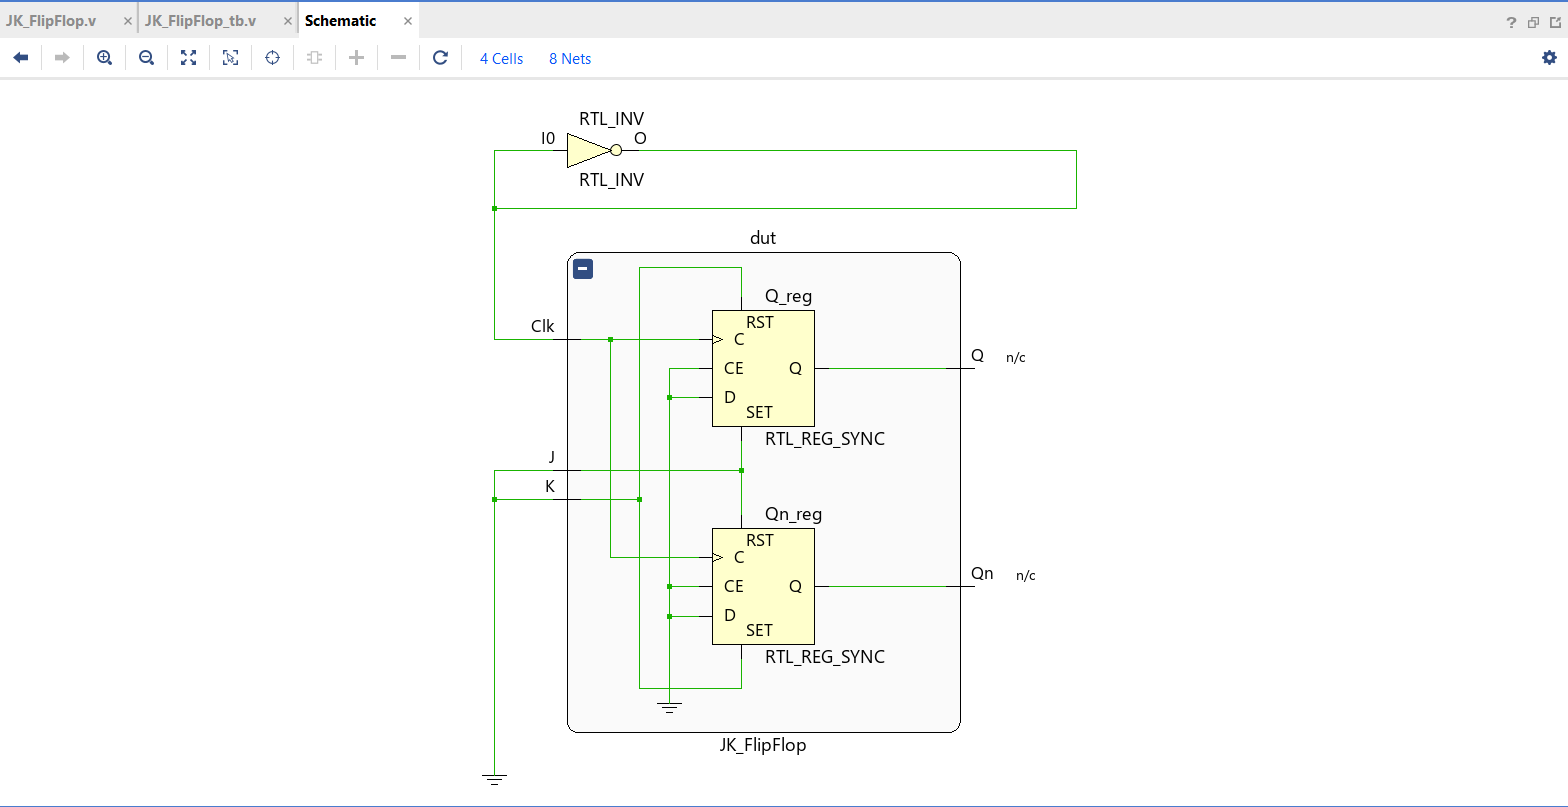 JK_FlipFlop.v × JK_FlipFlop_tb.v × Schematic ×
?
4 Cells 8 Nets
RTL_INV
I0 O
RTL_INV
dut
Q_reg
RST
Clk C
CE Q Q n/c
D
SET
RTL_REG_SYNC
J
K
Qn_reg
RST
C
CE Q Qn n/c
D
SET
RTL_REG_SYNC
JK_FlipFlop